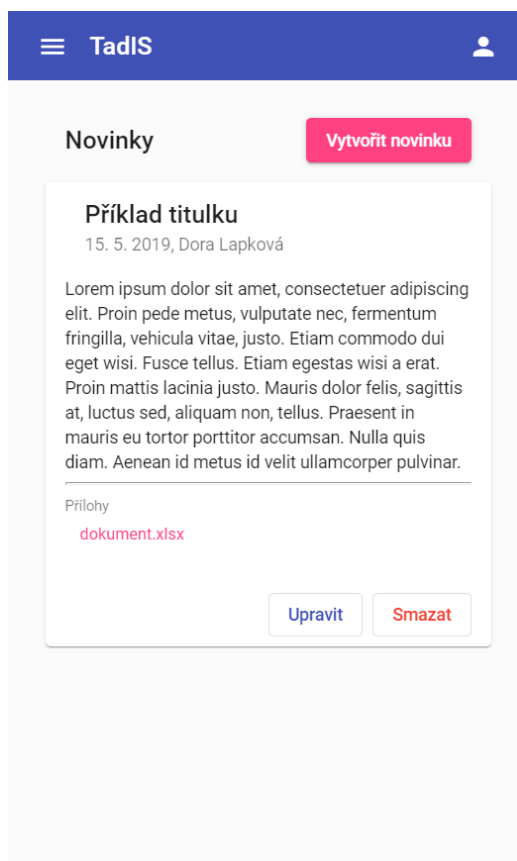 TadIS
Novinky
Vytvořit novinku
Příklad titulku
15. 5. 2019, Dora Lapková
Lorem ipsum dolor sit amet, consectetuer adipiscing
elit. Proin pede metus, vulputate nec, fermentum
fringilla, vehicula vitae, justo. Etiam commodo dui
eget wisi. Fusce tellus. Etiam egestas wisi a erat.
Proin mattis lacinia justo. Mauris dolor felis, sagittis
at, luctus sed, aliquam non, tellus. Praesent in
mauris eu tortor porttitor accumsan. Nulla quis
diam. Aenean id metus id velit ullamcorper pulvinar.
Přílohy
dokument.xlsx
Upravit
Smazat